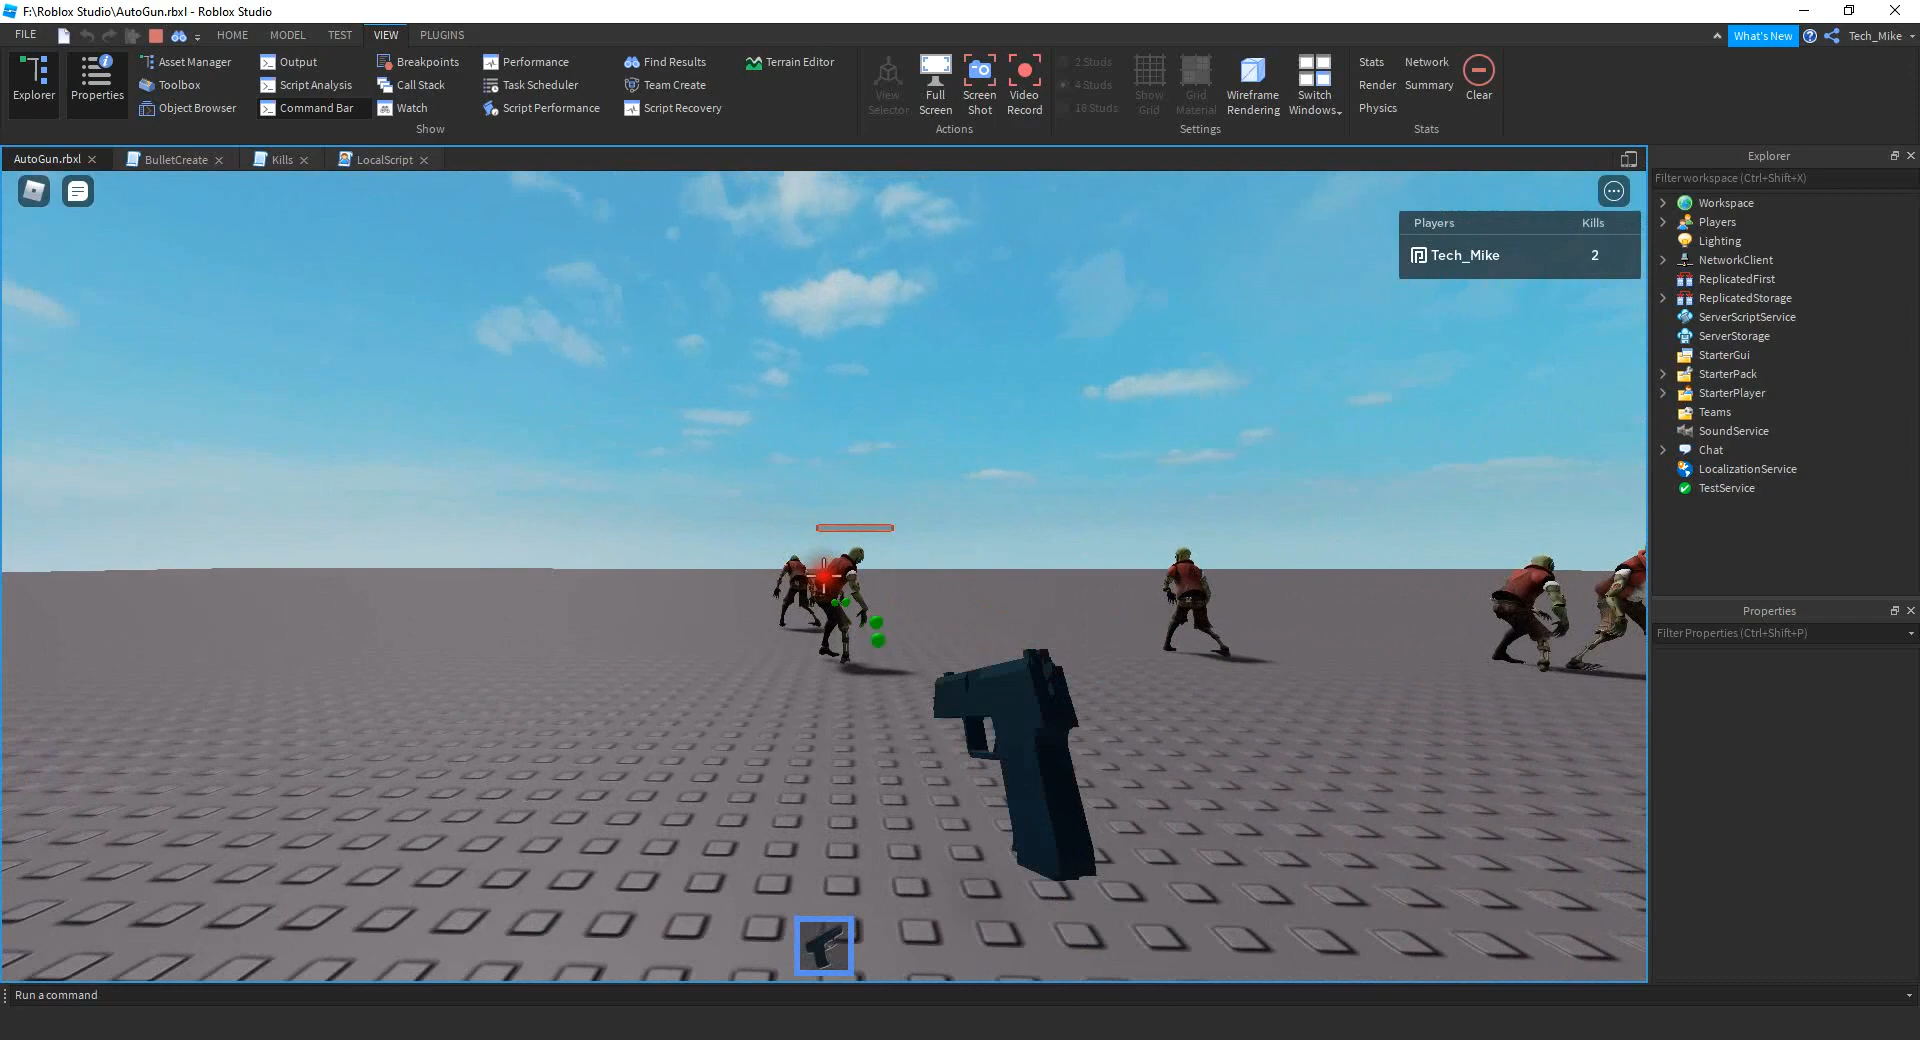 F:\Roblox Studio\AutoGun.rbxl - Roblox Studio
FILE HOME MODEL TEST VIEW PLUGINS What's New Tech_Mike
Explorer
Properties
Asset Manager
Toolbox
Object Browser
Output
Script Analysis
Command Bar
Breakpoints
Call Stack
Watch
Performance
Task Scheduler
Script Performance
Find Results
Team Create
Script Recovery
Terrain Editor
Show
View
Selector
Full
Screen
Screen
Shot
Video
Record
Actions
2 Studs
4 Studs
16 Studs
Show
Grid
Grid
Material
Wireframe
Rendering
Switch
Windows
Settings
Stats Network
Render Summary
Physics
Clear
Stats
AutoGun.rbxl BulletCreate Kills LocalScript
Players Kills
Tech_Mike 2
Explorer
Filter workspace (Ctrl+Shift+X)
Workspace
Players
Lighting
NetworkClient
ReplicatedFirst
ReplicatedStorage
ServerScriptService
ServerStorage
StarterGui
StarterPack
StarterPlayer
Teams
SoundService
Chat
LocalizationService
TestService
Properties
Filter Properties (Ctrl+Shift+P)
Run a command